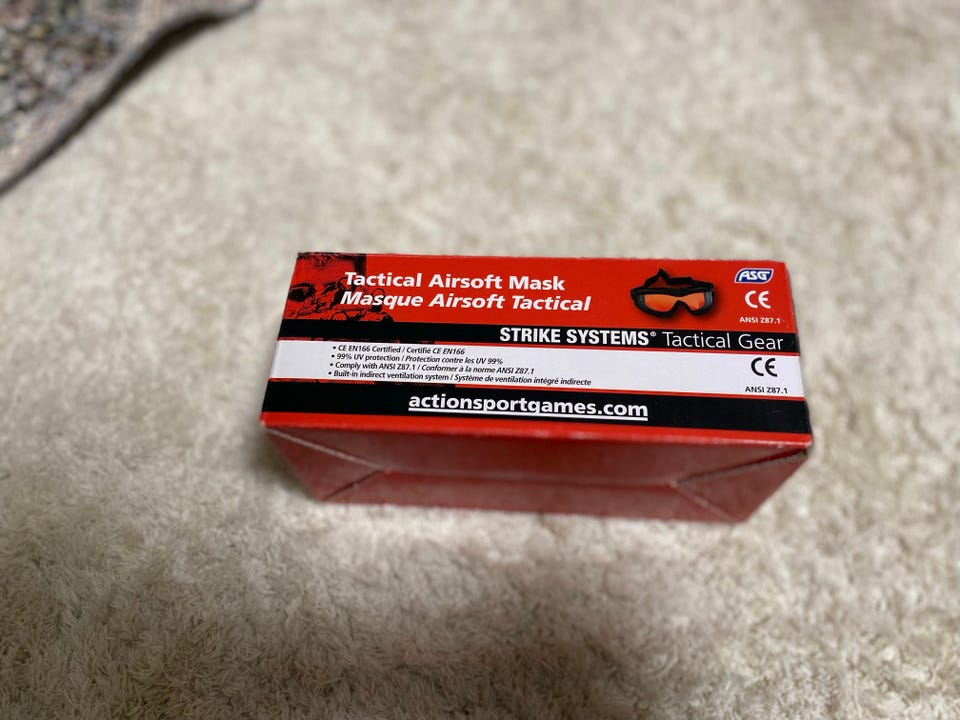 Tactical Airsoft Mask
Masque Airsoft Tactical
ASG
CE
ANSI Z87.1
STRIKE SYSTEMS® Tactical Gear
• CE EN166 Certified / Certifié CE EN166
• 99% UV protection / Protection contre les UV 99%
• Comply with ANSI Z87.1 / Conformer à la norme ANSI Z87.1
• Built-in indirect ventilation system / Système de ventilation intégré indirecte
CE
ANSI Z87.1
actionsportgames.com